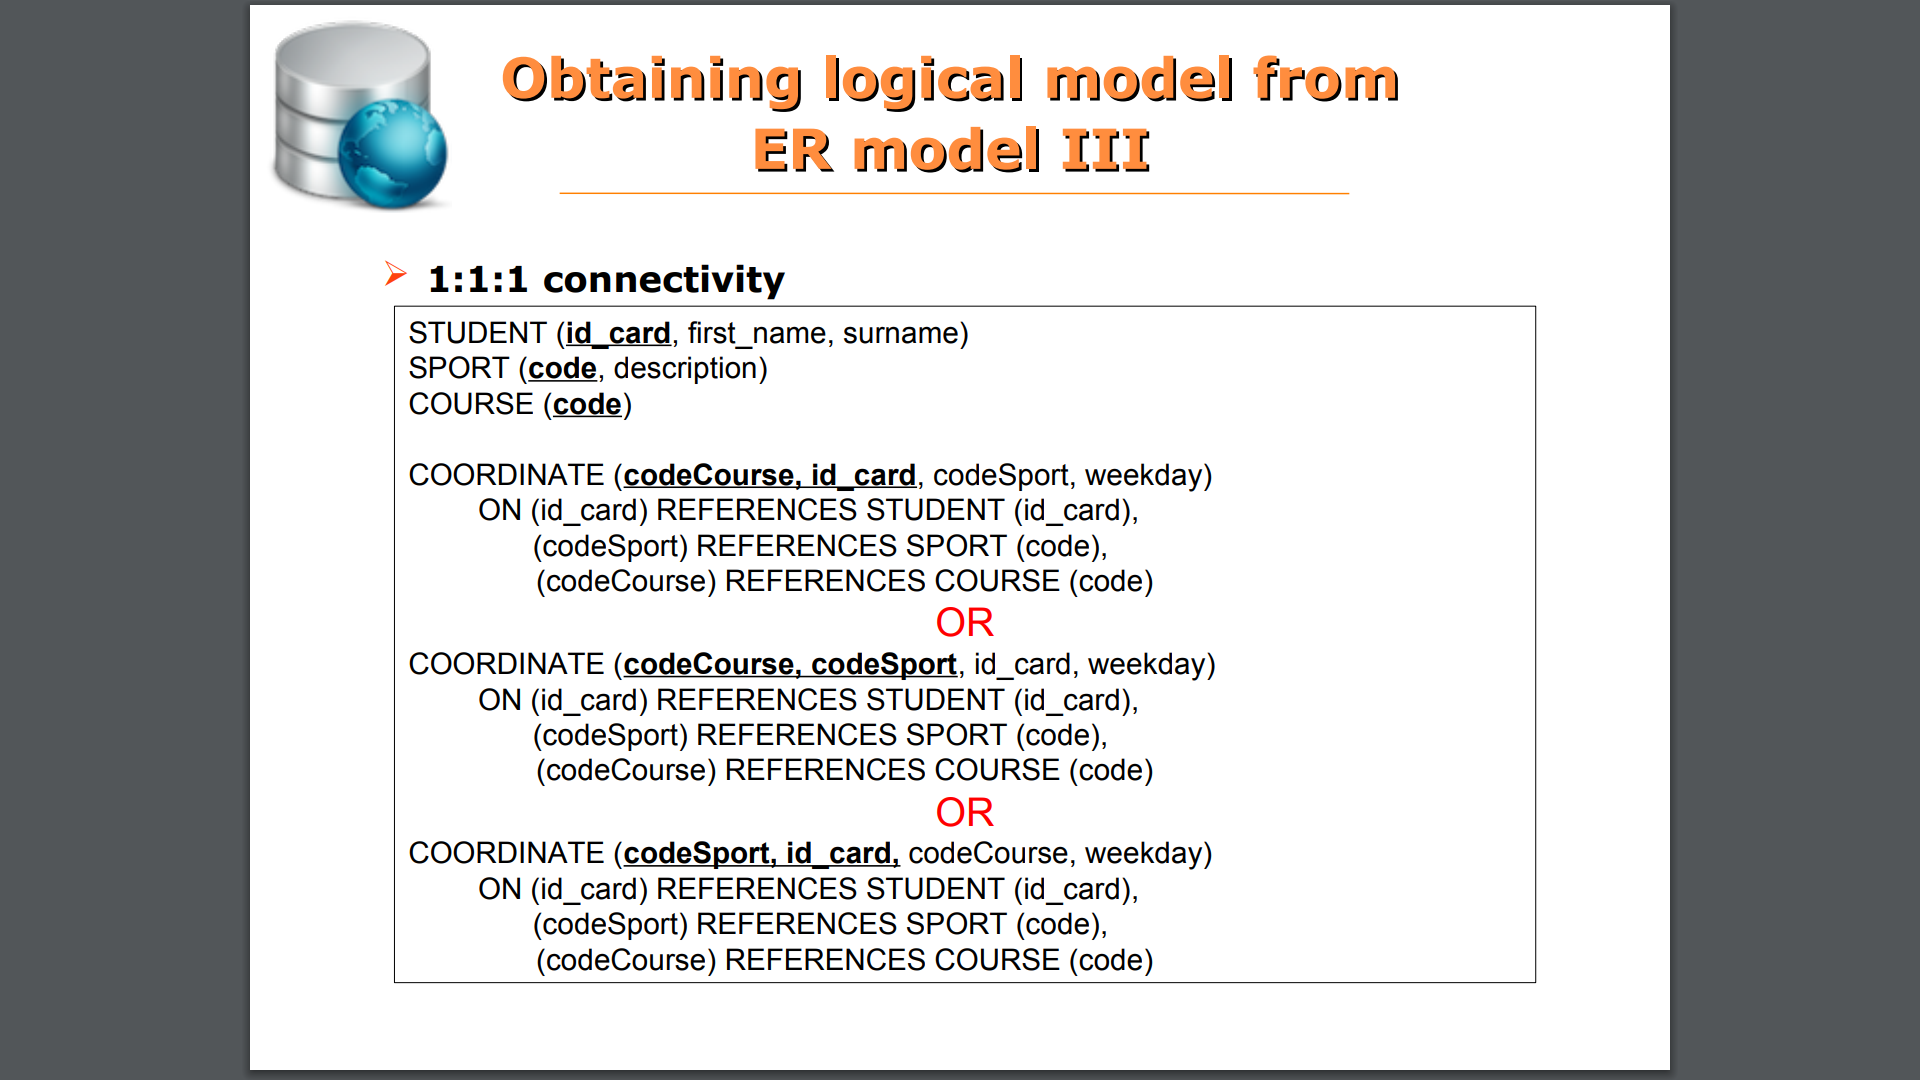 Obtaining logical model from
ER model III
1:1:1 connectivity
STUDENT (id_card, first_name, surname)
SPORT (code, description)
COURSE (code)
COORDINATE (codeCourse, id_card, codeSport, weekday)
ON (id_card) REFERENCES STUDENT (id_card),
(codeSport) REFERENCES SPORT (code),
(codeCourse) REFERENCES COURSE (code)
OR
COORDINATE (codeCourse, codeSport, id_card, weekday)
ON (id_card) REFERENCES STUDENT (id_card),
(codeSport) REFERENCES SPORT (code),
(codeCourse) REFERENCES COURSE (code)
OR
COORDINATE (codeSport, id_card, codeCourse, weekday)
ON (id_card) REFERENCES STUDENT (id_card),
(codeSport) REFERENCES SPORT (code),
(codeCourse) REFERENCES COURSE (code)